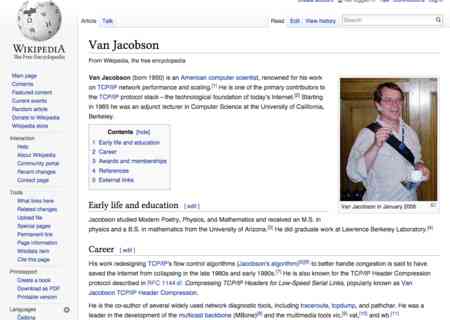 WIKIPEDIA
The Free Encyclopedia
Main page
Contents
Featured content
Current events
Random article
Donate to Wikipedia
Wikipedia store
Interaction
Help
About Wikipedia
Community portal
Recent changes
Contact page
Tools
What links here
Related changes
Upload file
Special pages
Permanent link
Page information
Wikidata item
Cite this page
Print/export
Create a book
Download as PDF
Printable version
Languages
Čeština
Article Talk
Read Edit View history
Search
Van Jacobson
From Wikipedia, the free encyclopedia
Van Jacobson (born 1950) is an American computer scientist, renowned for his work
on TCP/IP network performance and scaling.[1] He is one of the primary contributors to
the TCP/IP protocol stack—the technological foundation of today's Internet.[2] Starting
in 1985 he was an adjunct lecturer in Computer Science at the University of California,
Berkeley.
Contents [hide]
1 Early life and education
2 Career
3 Awards and memberships
4 References
5 External links
Van Jacobson in January 2006
Early life and education [ edit ]
Jacobson studied Modern Poetry, Physics, and Mathematics and received an M.S. in
physics and a B.S. in mathematics from the University of Arizona.[3] He did graduate work at Lawrence Berkeley Laboratory.[4]
Career [ edit ]
His work redesigning TCP/IP's flow control algorithms (Jacobson's algorithm)[5][6] to better handle congestion is said to have
saved the Internet from collapsing in the late 1980s and early 1990s.[7] He is also known for the TCP/IP Header Compression
protocol described in RFC 1144: Compressing TCP/IP Headers for Low-Speed Serial Links, popularly known as Van
Jacobson TCP/IP Header Compression.
He is the co-author of several widely used network diagnostic tools, including traceroute, tcpdump, and pathchar. He was a
leader in the development of the multicast backbone (MBone) and the multimedia tools vic, vat, and wb